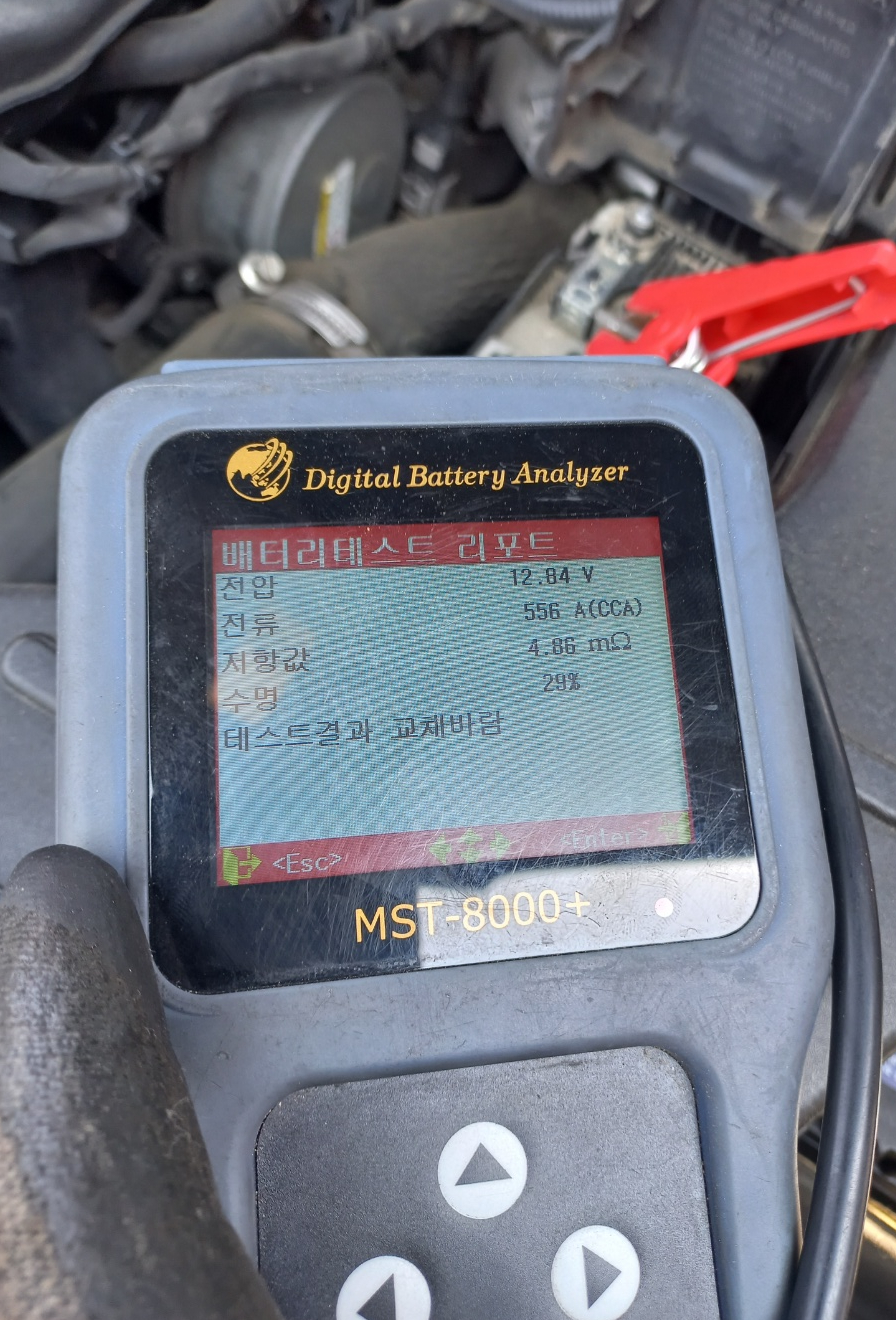 Digital Battery Analyzer
배터리테스트 리포트
전압 12.84 V
전류 556 A(CCA)
저항값 4.86 mΩ
수명 29%
테스트결과 교체바람
<Esc> <Enter>
MST-8000+